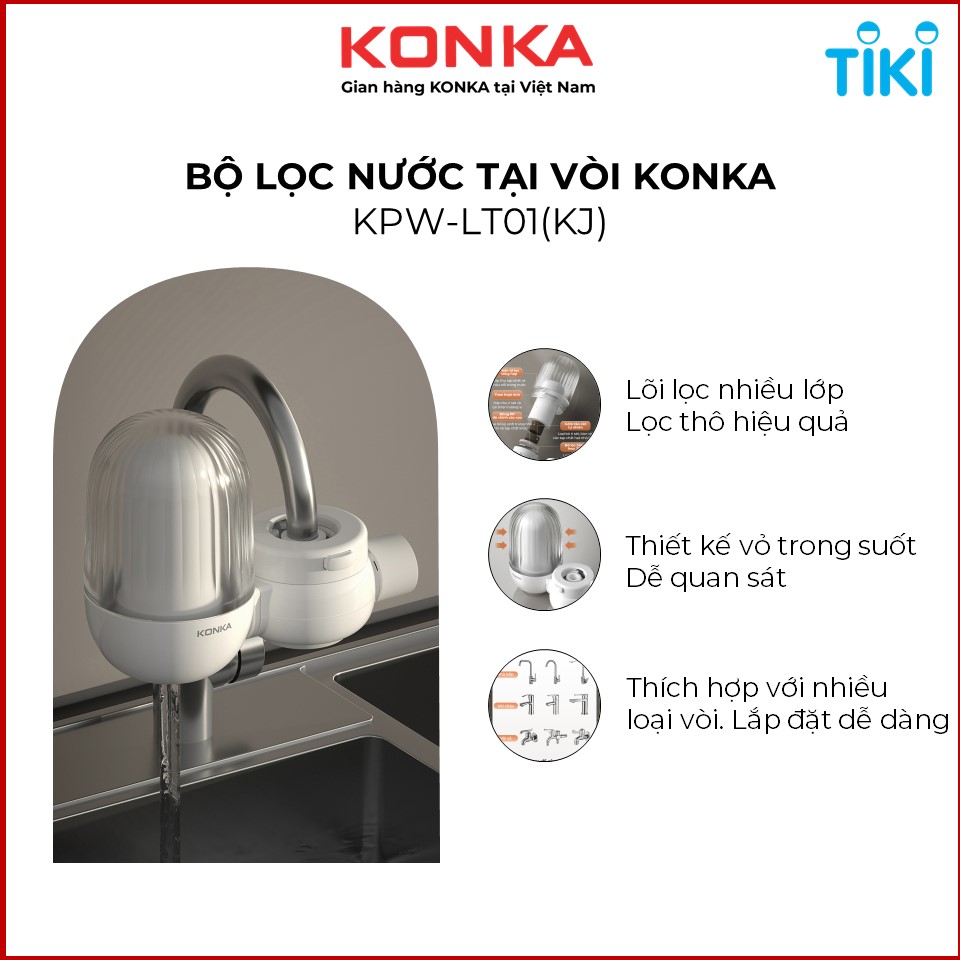 KONKA
Gian hàng KONKA tại Việt Nam
TiKi
BỘ LỌC NƯỚC TẠI VÒI KONKA
KPW-LT01(KJ)
Lõi lọc nhiều lớp
Lọc thô hiệu quả
Thiết kế vỏ trong suốt
Dễ quan sát
KONKA
Thích hợp với nhiều
loại vòi. Lắp đặt dễ dàng